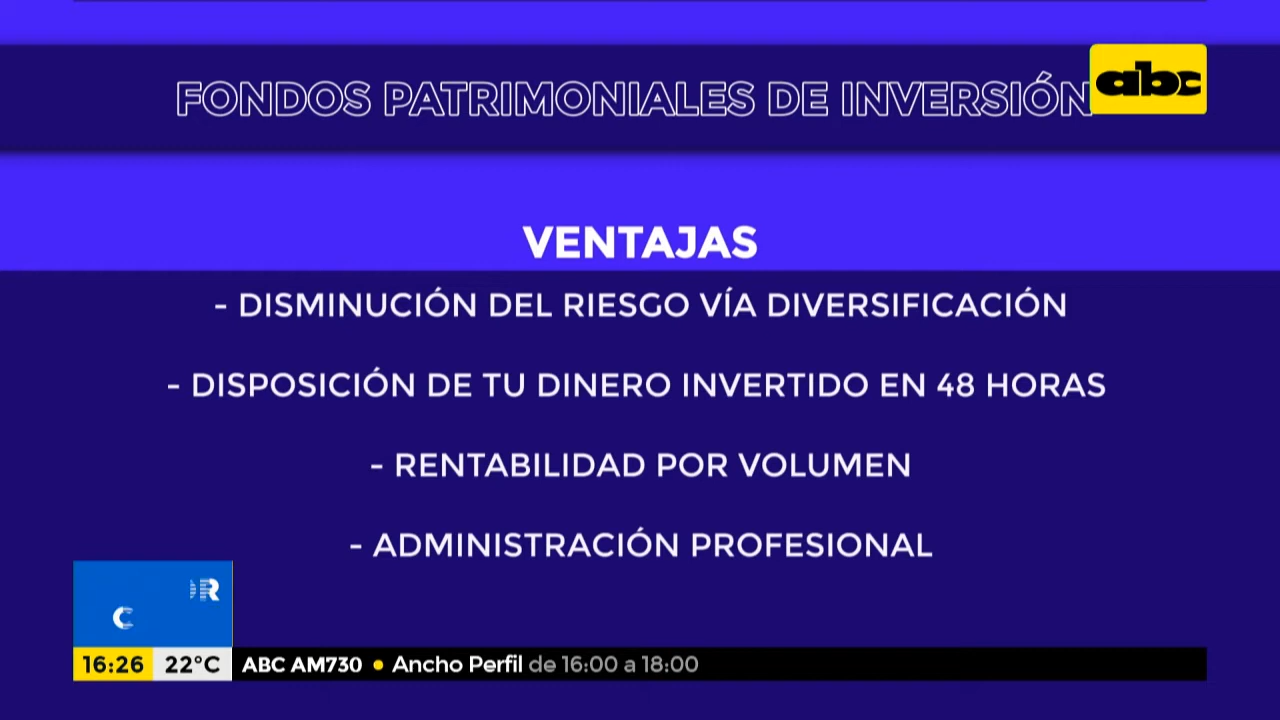 FONDOS PATRIMONIALES DE INVERSIÓN
abc
VENTAJAS
- DISMINUCIÓN DEL RIESGO VÍA DIVERSIFICACIÓN
- DISPOSICIÓN DE TU DINERO INVERTIDO EN 48 HORAS
- RENTABILIDAD POR VOLUMEN
- ADMINISTRACIÓN PROFESIONAL
R
C
16:26 22°C ABC AM730 • Ancho Perfil de 16:00 a 18:00